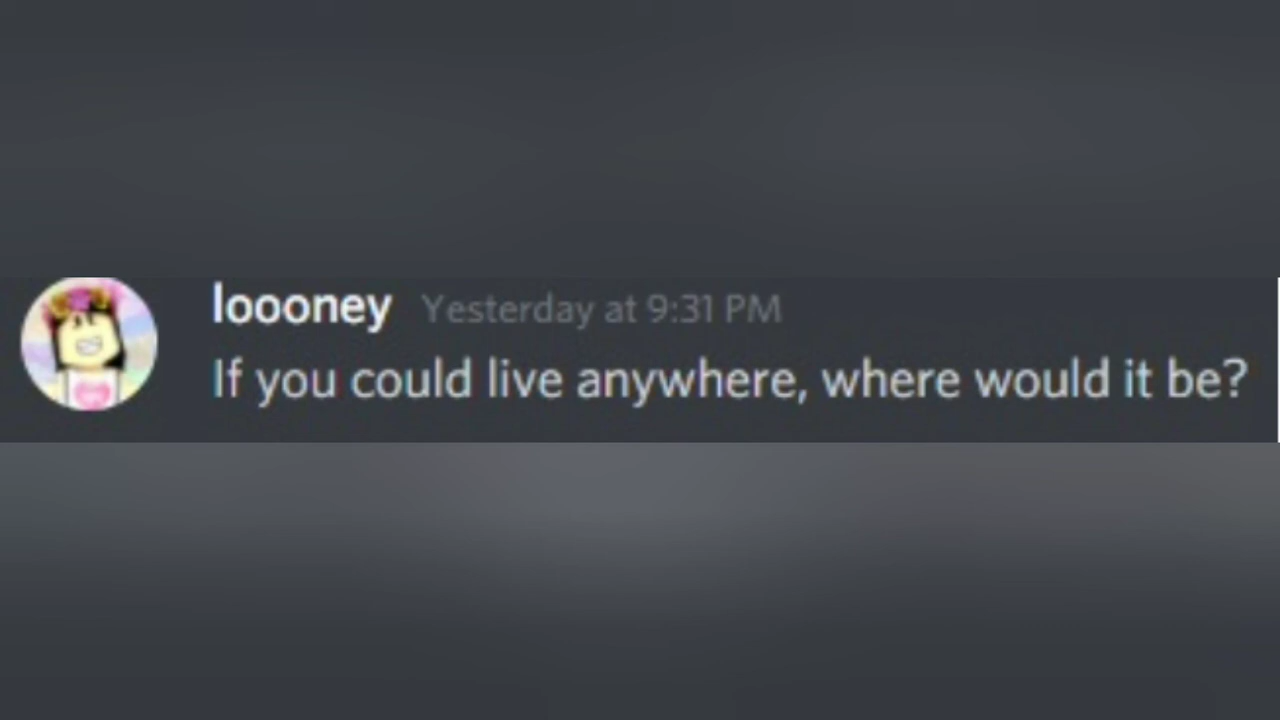 loooney Yesterday at 9:31 PM
If you could live anywhere, where would it be?